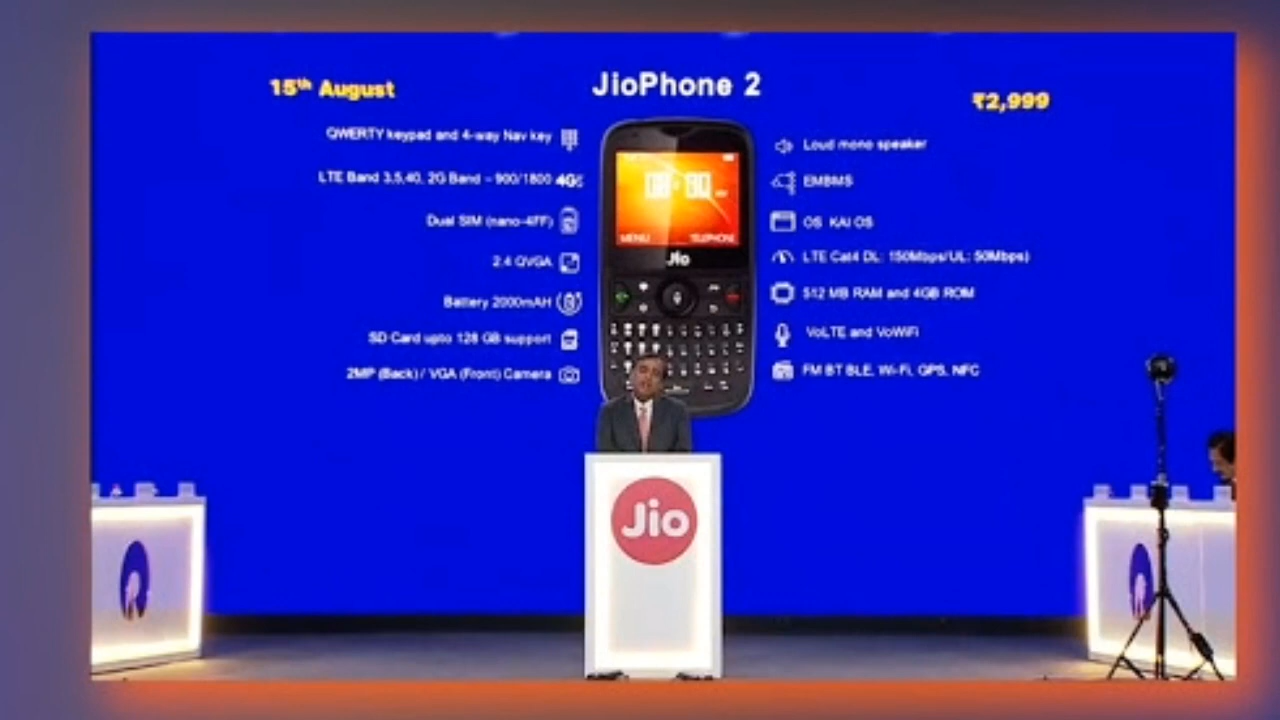 JioPhone 2
15th August
₹2,999
QWERTY keypad and 4-way Nav key
LTE Band 3,5,40, 2G Band - 900/1800 4G
Dual SIM (nano-4FF)
2.4 QVGA
Battery 2000mAH
SD Card upto 128 GB support
2MP (Back) / VGA (Front) Camera
Loud mono speaker
EMBMS
OS KAI OS
LTE Cat4 DL: 150Mbps/UL: 50Mbps)
512 MB RAM and 4GB ROM
VoLTE and VoWiFi
FM BT BLE, Wi-Fi, GPS, NFC
MENU TELEPHONE
Jio
Jio